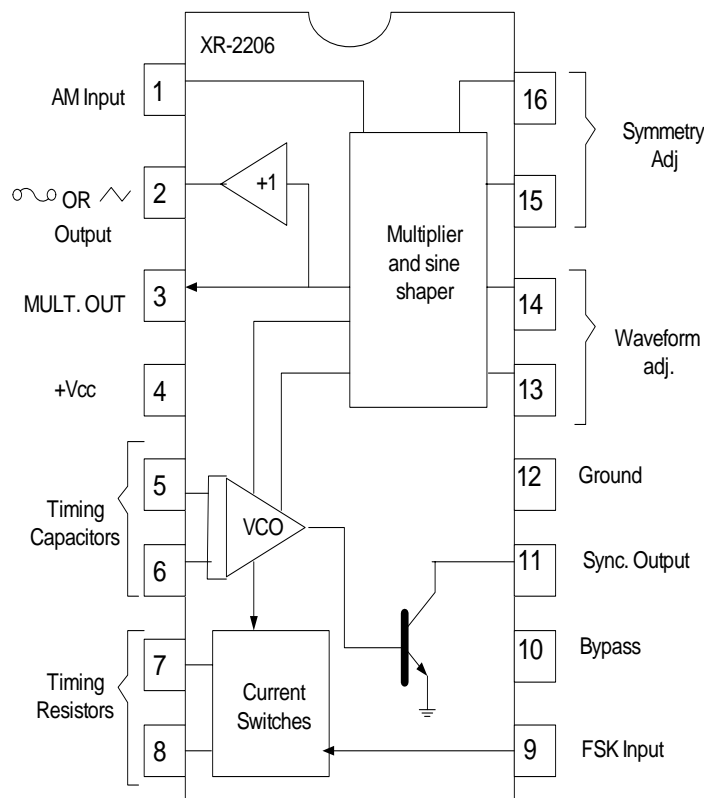 XR-2206
AM Input
1
16
Symmetry
Adj
OR
Output
2
+1
15
Multiplier
and sine
shaper
MULT. OUT
3
14
Waveform
adj.
+Vcc
4
13
Timing
Capacitors
5
6
VCO
12
Ground
11
Sync. Output
Timing
Resistors
7
8
Current
Switches
10
Bypass
9
FSK Input